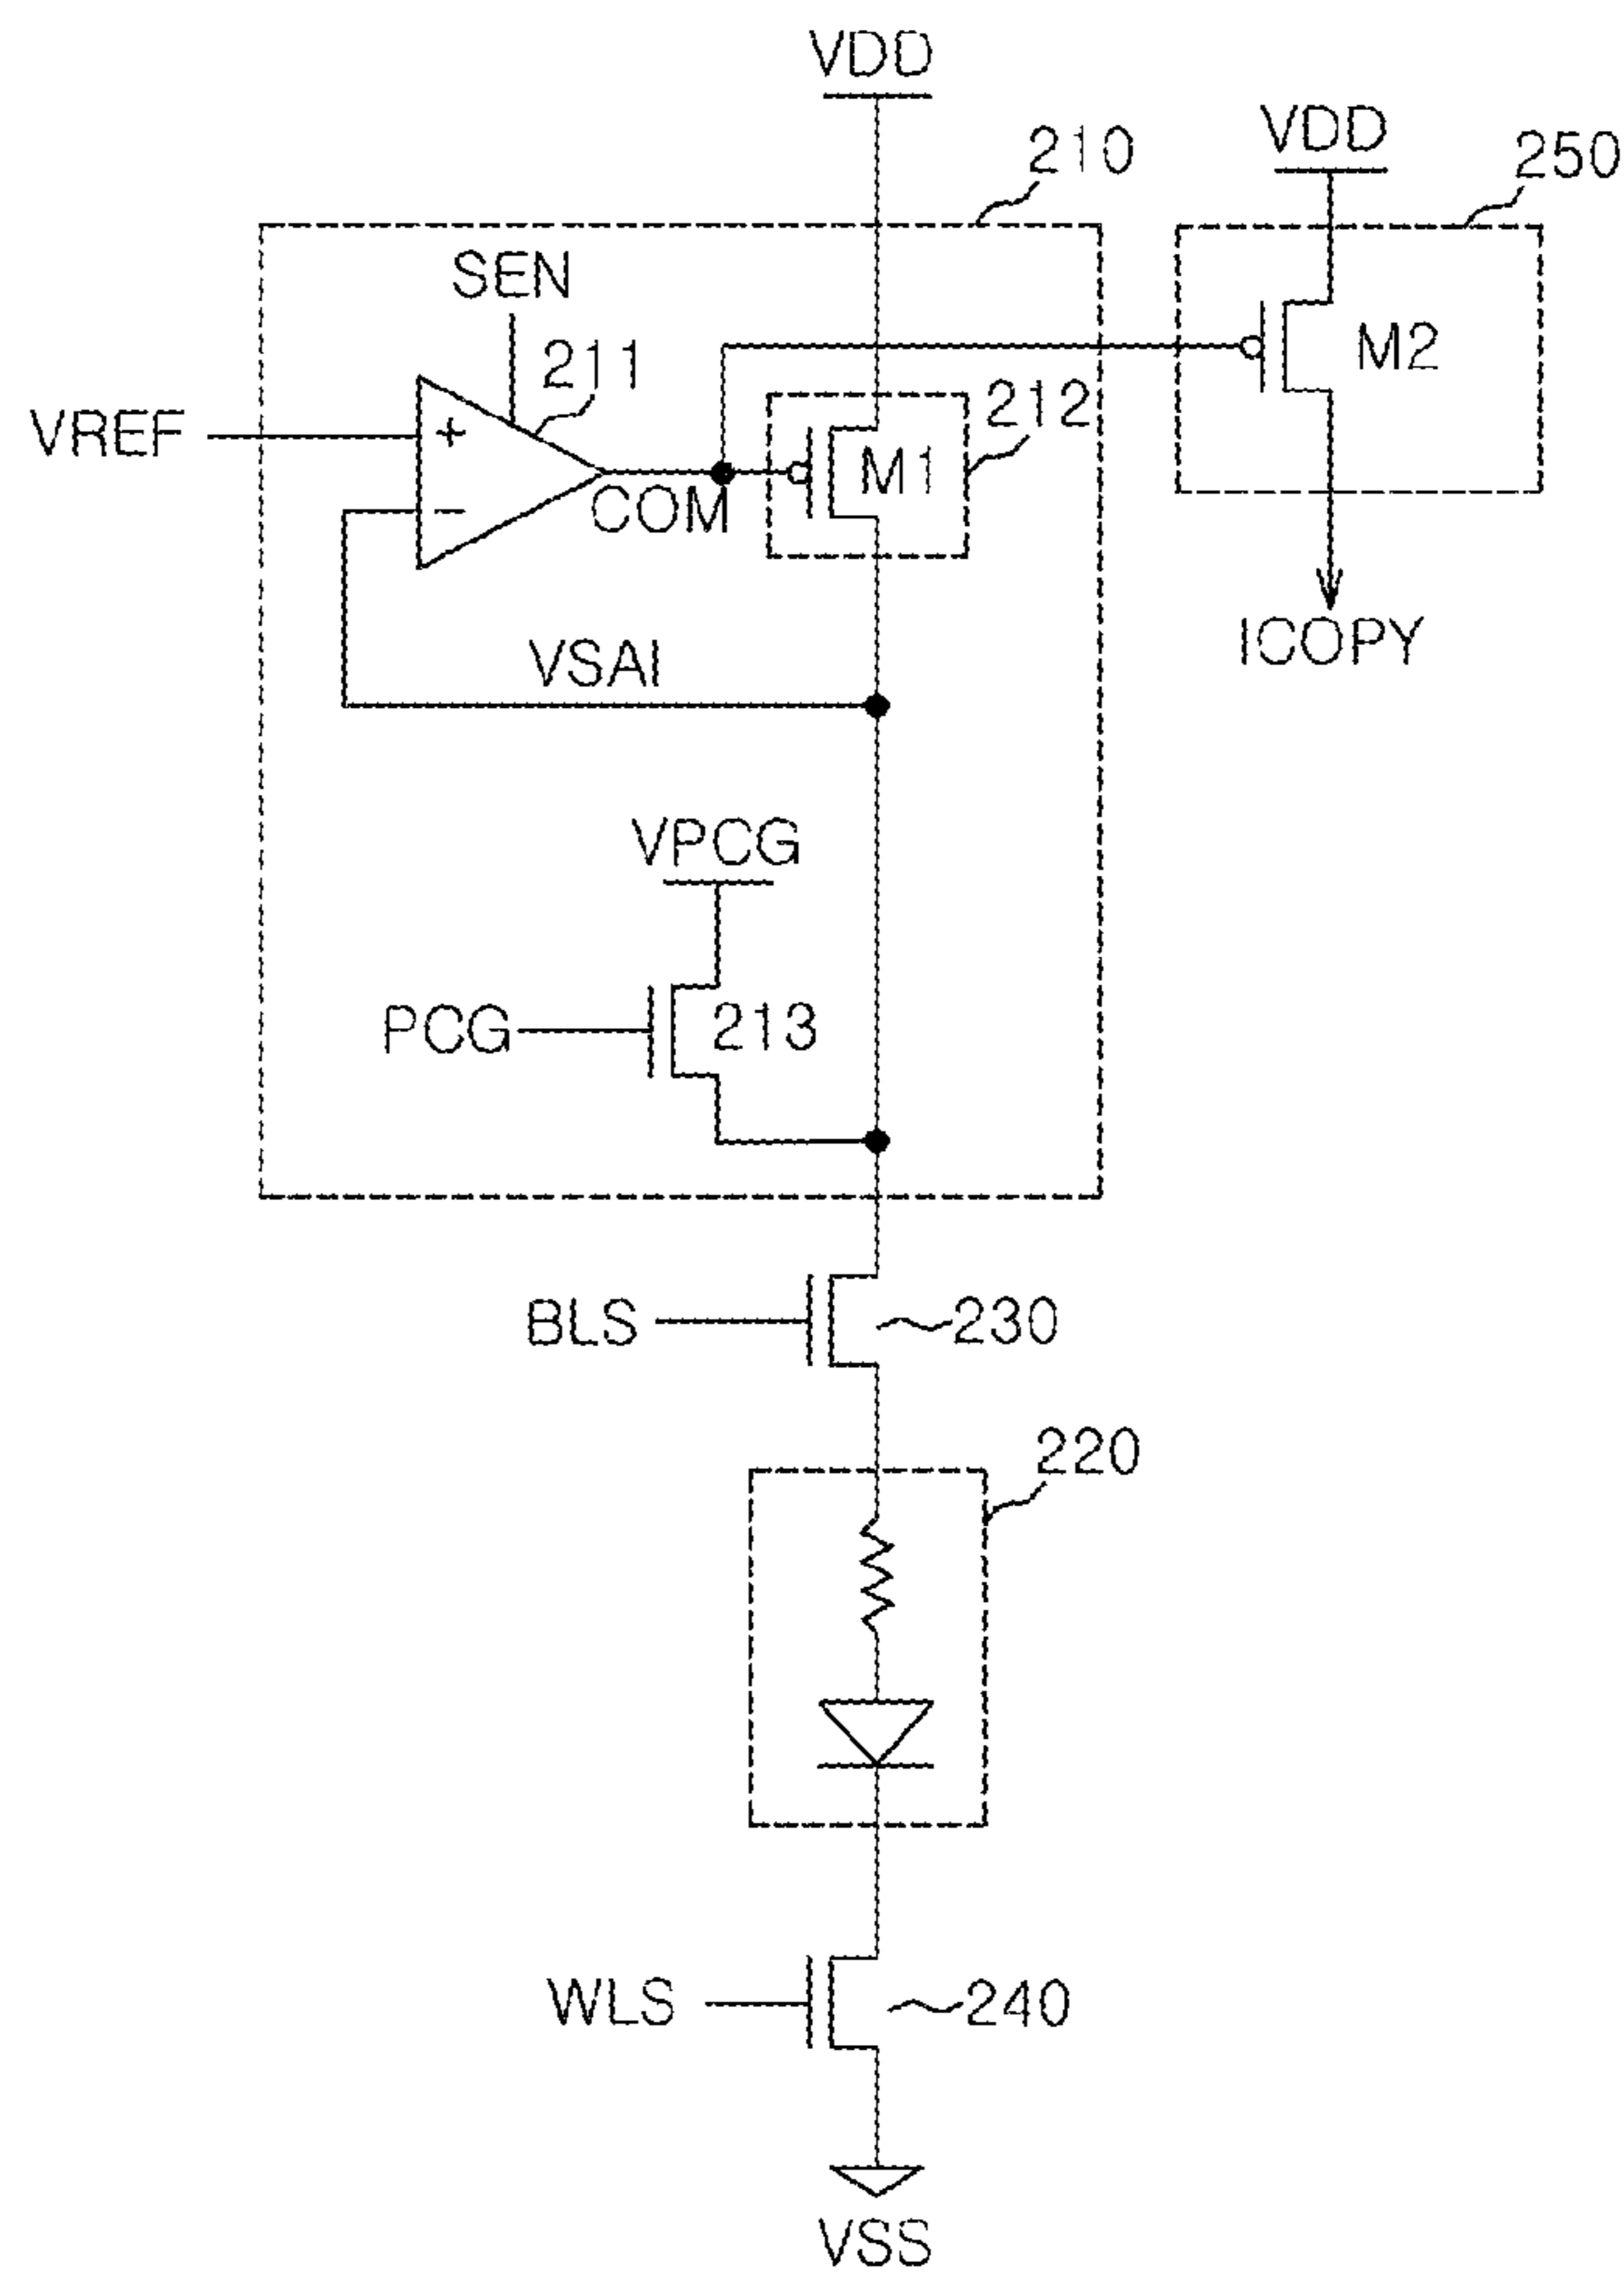 VDD
VDD
210
250
SEN
211
M2
212
VREF
+
M1
COM
-
ICOPY
VSAI
VPCG
PCG
213
BLS
230
220
WLS
240
VSS